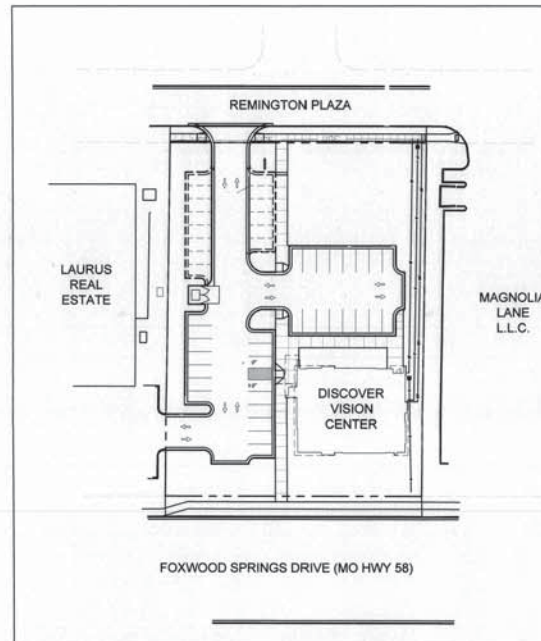 REMINGTON PLAZA
LAURUS
REAL
ESTATE
MAGNOLIA
LANE
L.L.C.
DISCOVER
VISION
CENTER
FOXWOOD SPRINGS DRIVE (MO HWY 58)